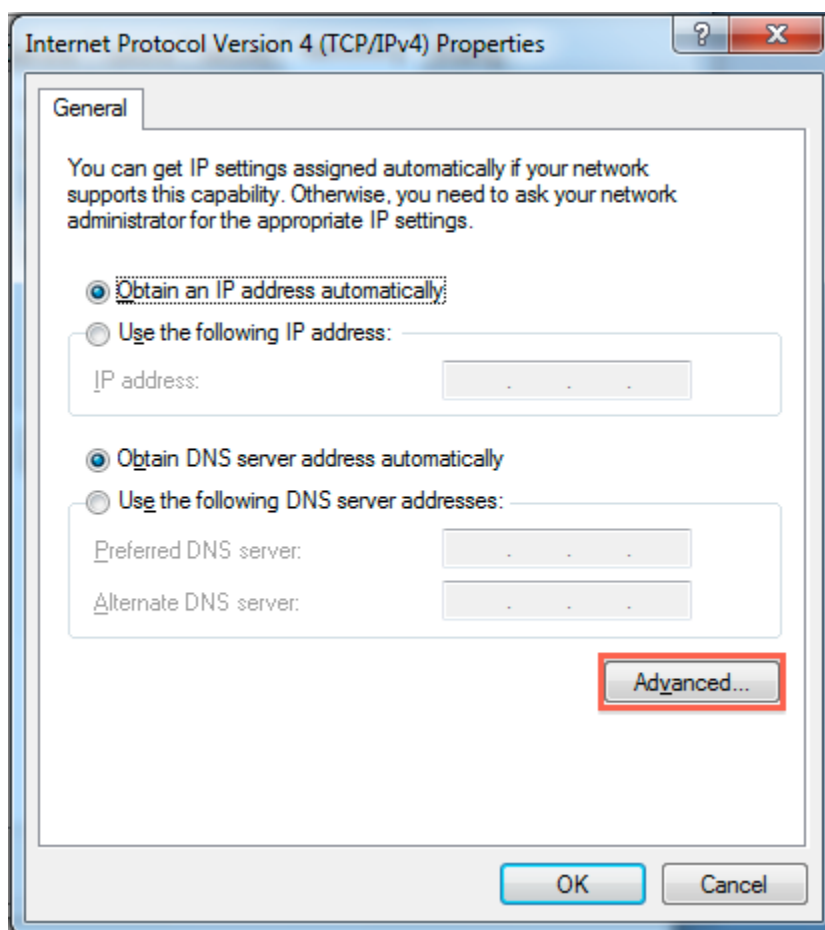 Internet Protocol Version 4 (TCP/IPv4) Properties
General
You can get IP settings assigned automatically if your network
supports this capability. Otherwise, you need to ask your network
administrator for the appropriate IP settings.
Obtain an IP address automatically
Use the following IP address:
IP address:
Obtain DNS server address automatically
Use the following DNS server addresses:
Preferred DNS server:
Alternate DNS server:
Advanced...
OK Cancel